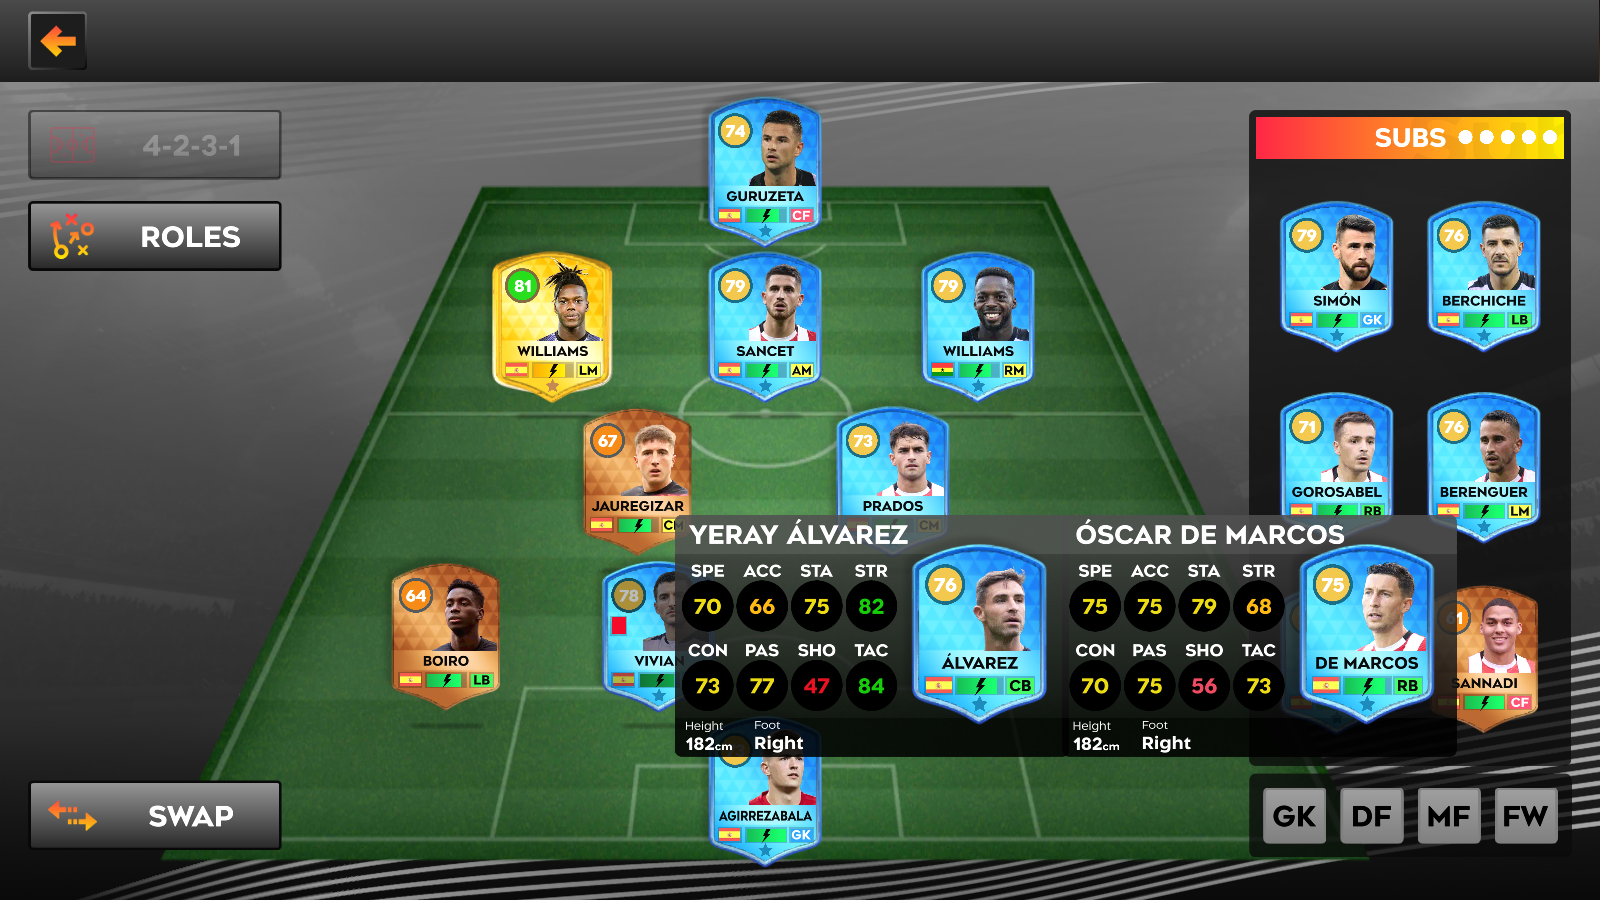 4-2-3-1
ROLES
SWAP
74
GURUZETA
CF
81
WILLIAMS
LM
79
SANCET
AM
79
WILLIAMS
RM
67
JAUREGIZAR
CM
73
PRADOS
CM
64
BOIRO
LB
78
VIVIAN
AGIRREZABALA
GK
YERAY ÁLVAREZ
SPE ACC STA STR
70 66 75 82
CON PAS SHO TAC
73 77 47 84
Height Foot
182cm Right
76
ÁLVAREZ
CB
ÓSCAR DE MARCOS
SPE ACC STA STR
75 75 79 68
CON PAS SHO TAC
70 75 56 73
Height Foot
182cm Right
75
DE MARCOS
RB
SUBS
79
SIMÓN
GK
76
BERCHICHE
LB
71
GOROSABEL
RB
76
BERENGUER
LM
SANNADI
CF
GK DF MF FW